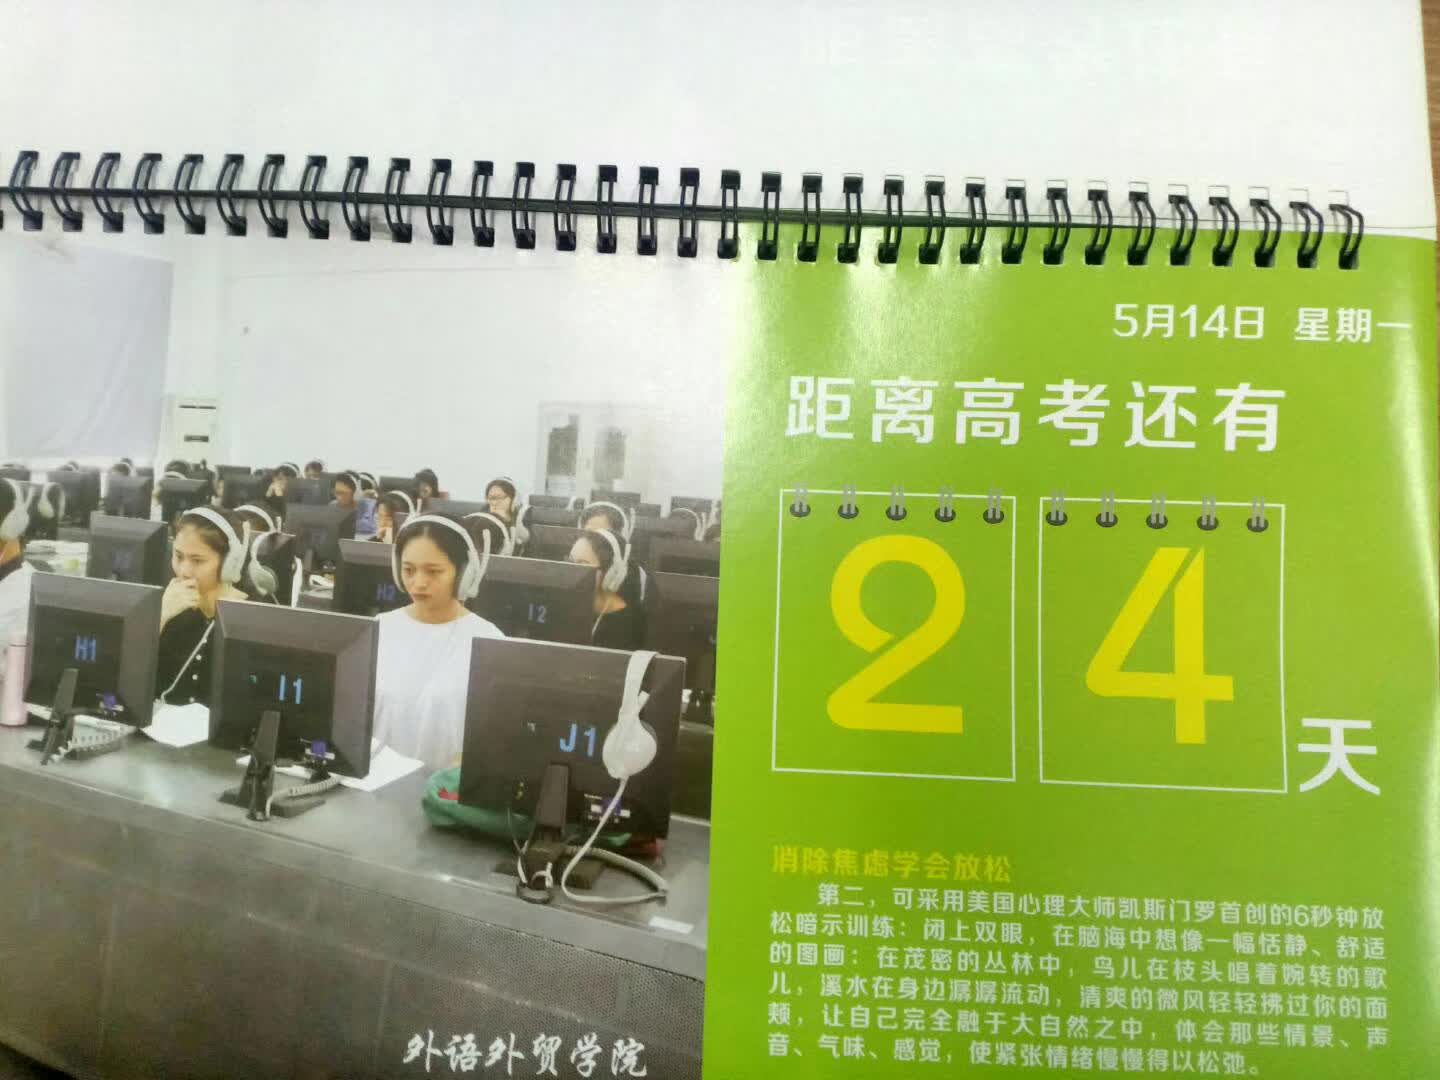 5月14日 星期一
距离高考还有
24天
消除焦虑学会放松
第二，可采用美国心理大师凯斯门罗首创的6秒钟放
松暗示训练：闭上双眼，在脑海中想像一幅恬静、舒适
的图画：在茂密的丛林中，鸟儿在枝头唱着婉转的歌
儿，溪水在身边潺潺流动，清爽的微风轻轻拂过你的面
颊，让自己完全融于大自然之中，体会那些情景、声
音、气味、感觉，使紧张情绪慢慢得以松弛。
H2
I2
H1
I1
J1
外语外贸学院